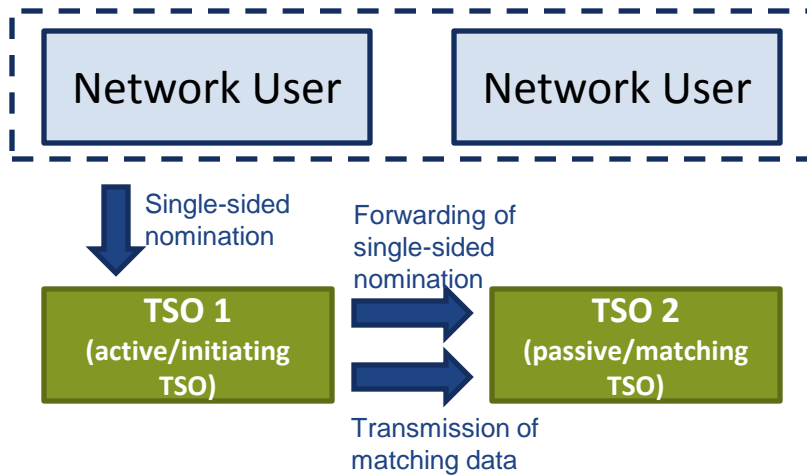 Network User
Network User
Single-sided
nomination
Forwarding of
single-sided
nomination
TSO 1
(active/initiating
TSO)
TSO 2
(passive/matching
TSO)
Transmission of
matching data